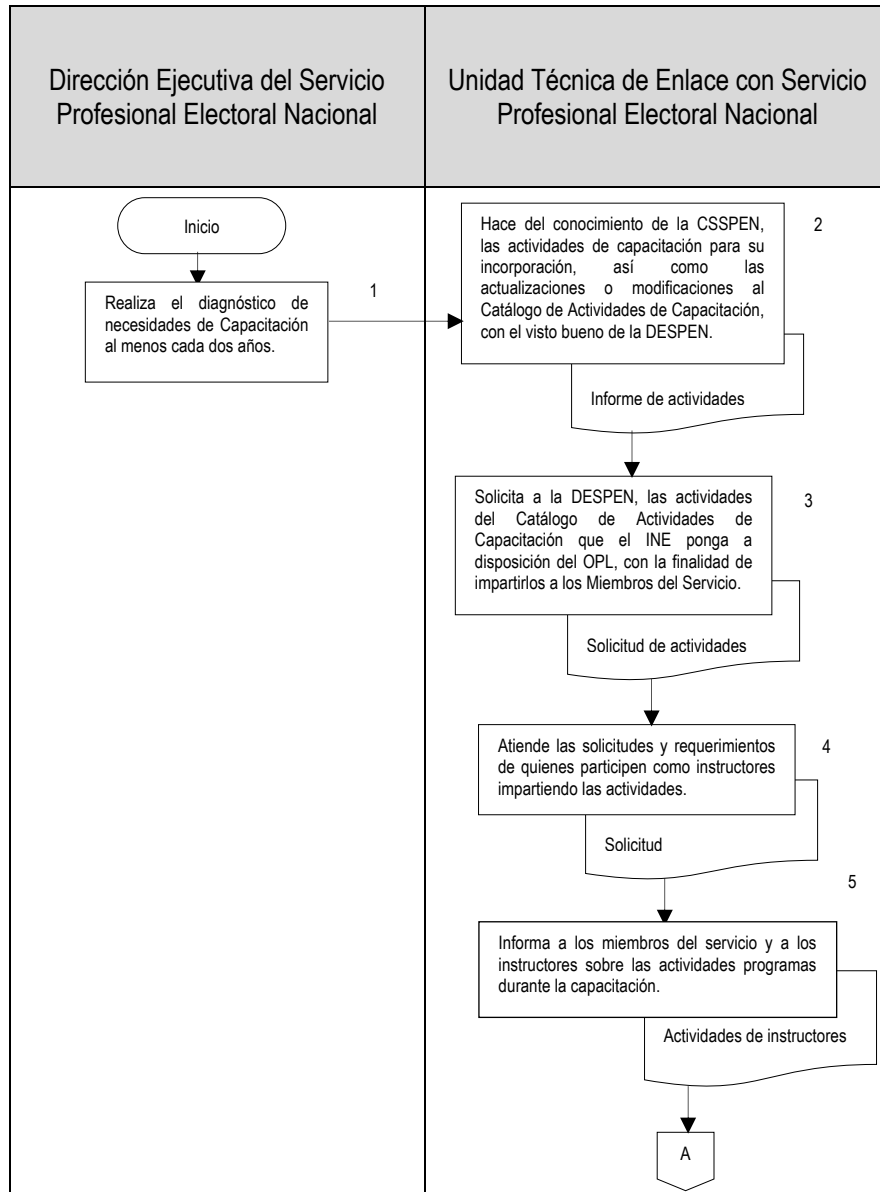 Dirección Ejecutiva del Servicio
Profesional Electoral Nacional
Unidad Técnica de Enlace con Servicio
Profesional Electoral Nacional
Inicio
Realiza el diagnóstico de
necesidades de Capacitación
al menos cada dos años.
1
Hace del conocimiento de la CSSPEN,
las actividades de capacitación para su
incorporación, así como las
actualizaciones o modificaciones al
Catálogo de Actividades de Capacitación,
con el visto bueno de la DESPEN.
2
Informe de actividades
Solicita a la DESPEN, las actividades
del Catálogo de Actividades de
Capacitación que el INE ponga a
disposición del OPL, con la finalidad de
impartirlos a los Miembros del Servicio.
3
Solicitud de actividades
Atiende las solicitudes y requerimientos
de quienes participen como instructores
impartiendo las actividades.
4
Solicitud
5
Informa a los miembros del servicio y a los
instructores sobre las actividades programas
durante la capacitación.
Actividades de instructores
A